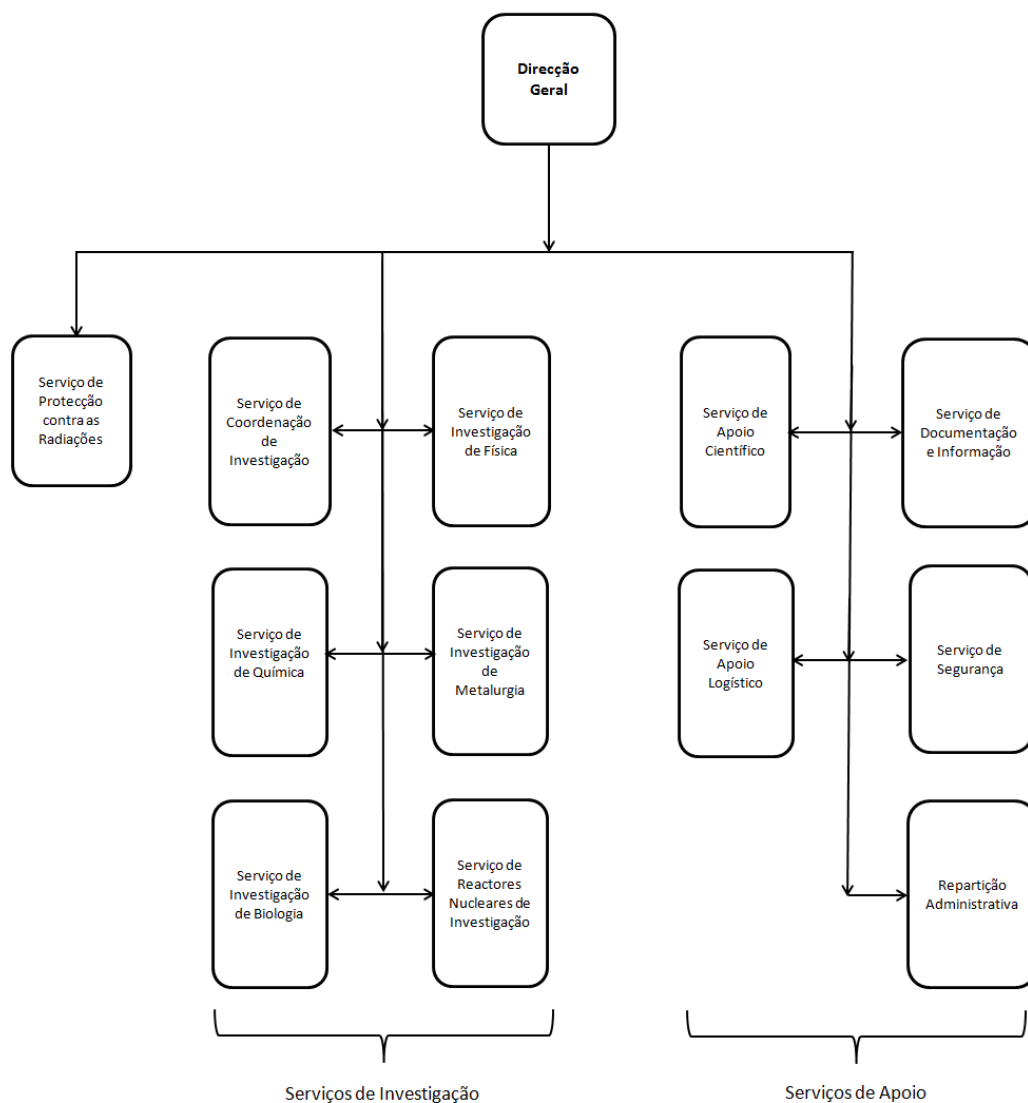 Direcção
Geral
Serviço de
Protecção
contra as
Radiações
Serviço de
Coordenação
de
Investigação
Serviço de
Investigação
de Física
Serviço de
Apoio
Científico
Serviço de
Documentação
e Informação
Serviço de
Investigação
de Química
Serviço de
Investigação
de
Metalurgia
Serviço de
Apoio
Logístico
Serviço de
Segurança
Serviço de
Investigação
de Biologia
Serviço de
Reactores
Nucleares de
Investigação
Repartição
Administrativa
Serviços de Investigação
Serviços de Apoio